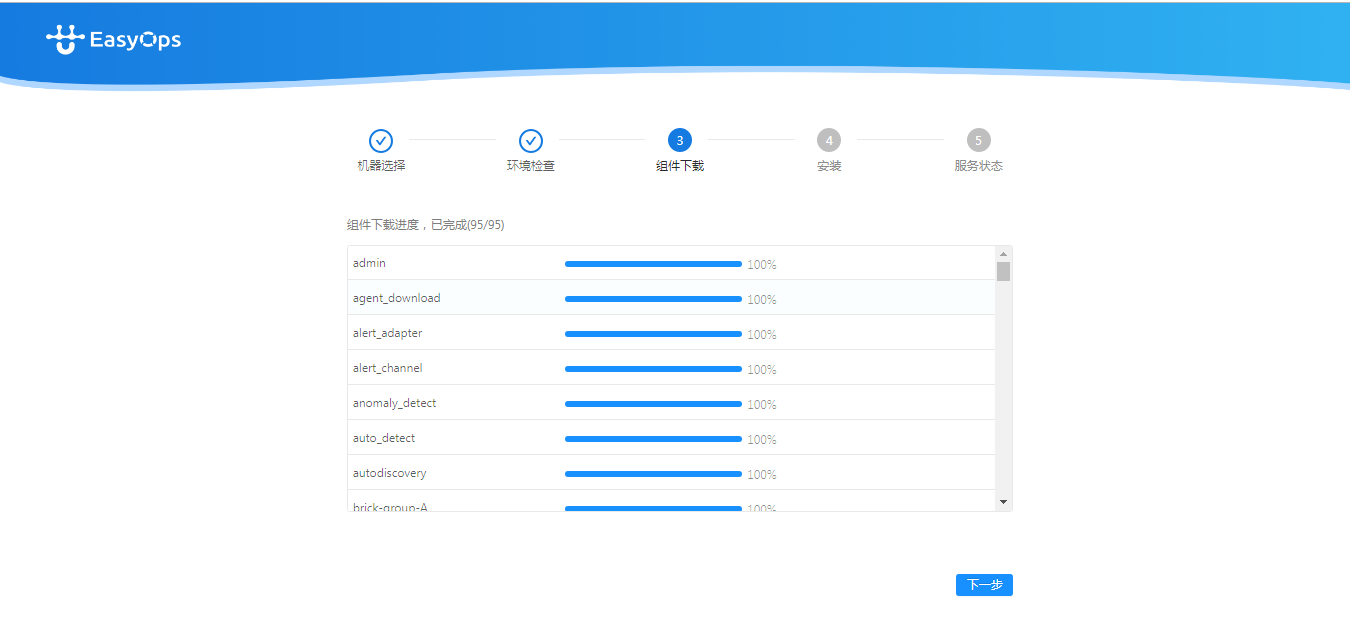 EasyOps
3 4 5
机器选择 环境检查 组件下载 安装 服务状态
组件下载进度，已完成(95/95)
admin 100%
agent_download 100%
alert_adapter 100%
alert_channel 100%
anomaly_detect 100%
auto_detect 100%
autodiscovery 100%
brick-group-A 100%
下一步